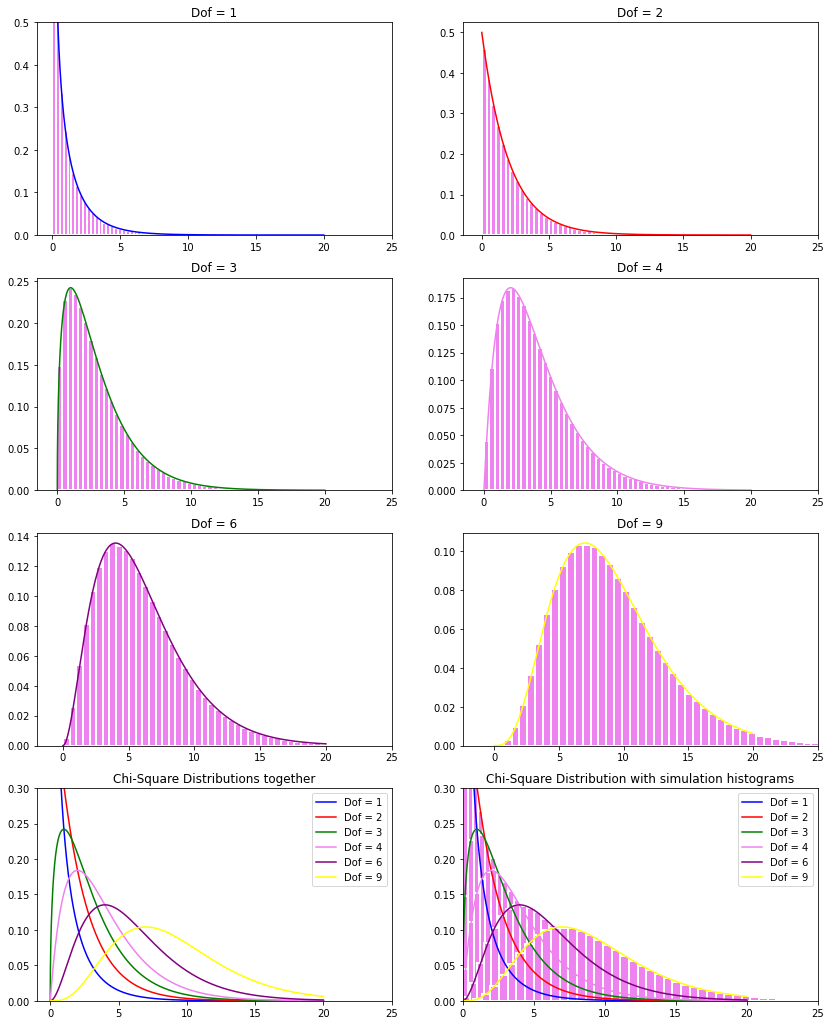 Dof = 1
0.5
0.4
0.3
0.2
0.1
0.0
0 5 10 15 20 25
Dof = 2
0.5
0.4
0.3
0.2
0.1
0.0
0 5 10 15 20 25
Dof = 3
0.25
0.20
0.15
0.10
0.05
0.00
0 5 10 15 20 25
Dof = 4
0.175
0.150
0.125
0.100
0.075
0.050
0.025
0.000
0 5 10 15 20 25
Dof = 6
0.14
0.12
0.10
0.08
0.06
0.04
0.02
0.00
0 5 10 15 20 25
Dof = 9
0.10
0.08
0.06
0.04
0.02
0.00
0 5 10 15 20 25
Chi-Square Distributions together
0.30
0.25
0.20
0.15
0.10
0.05
0.00
0 5 10 15 20 25
Dof = 1
Dof = 2
Dof = 3
Dof = 4
Dof = 6
Dof = 9
Chi-Square Distribution with simulation histograms
0.30
0.25
0.20
0.15
0.10
0.05
0.00
0 5 10 15 20 25
Dof = 1
Dof = 2
Dof = 3
Dof = 4
Dof = 6
Dof = 9